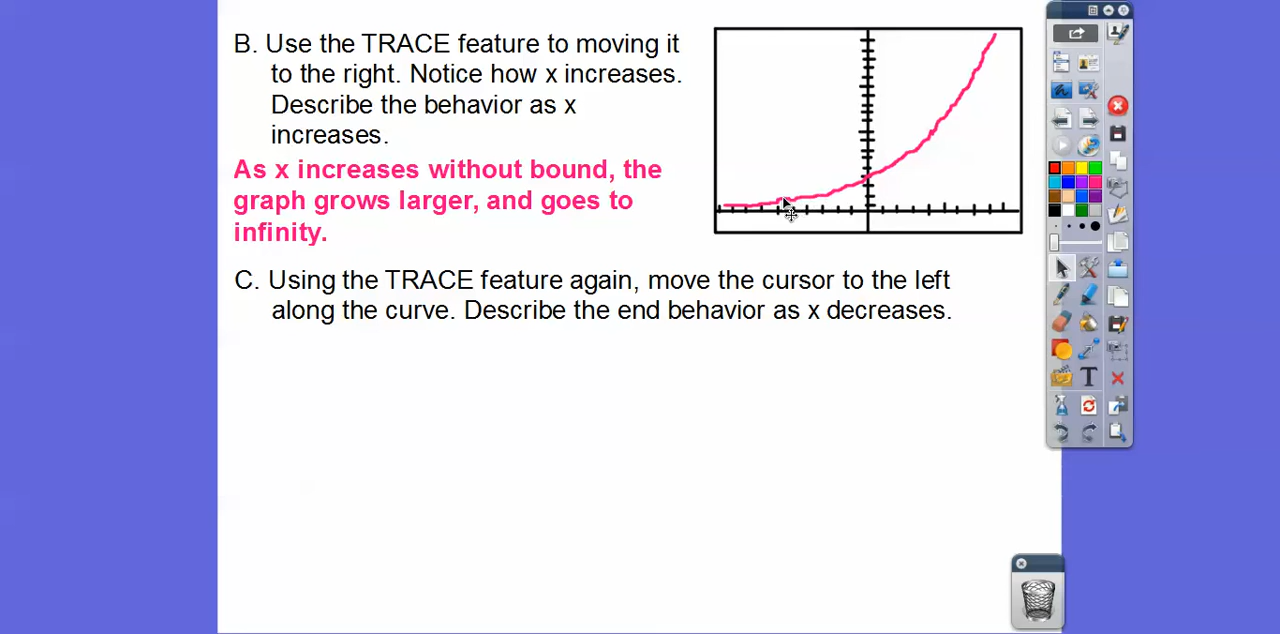 B. Use the TRACE feature to moving it
to the right. Notice how x increases.
Describe the behavior as x
increases.
As x increases without bound, the
graph grows larger, and goes to
infinity.
C. Using the TRACE feature again, move the cursor to the left
along the curve. Describe the end behavior as x decreases.
T